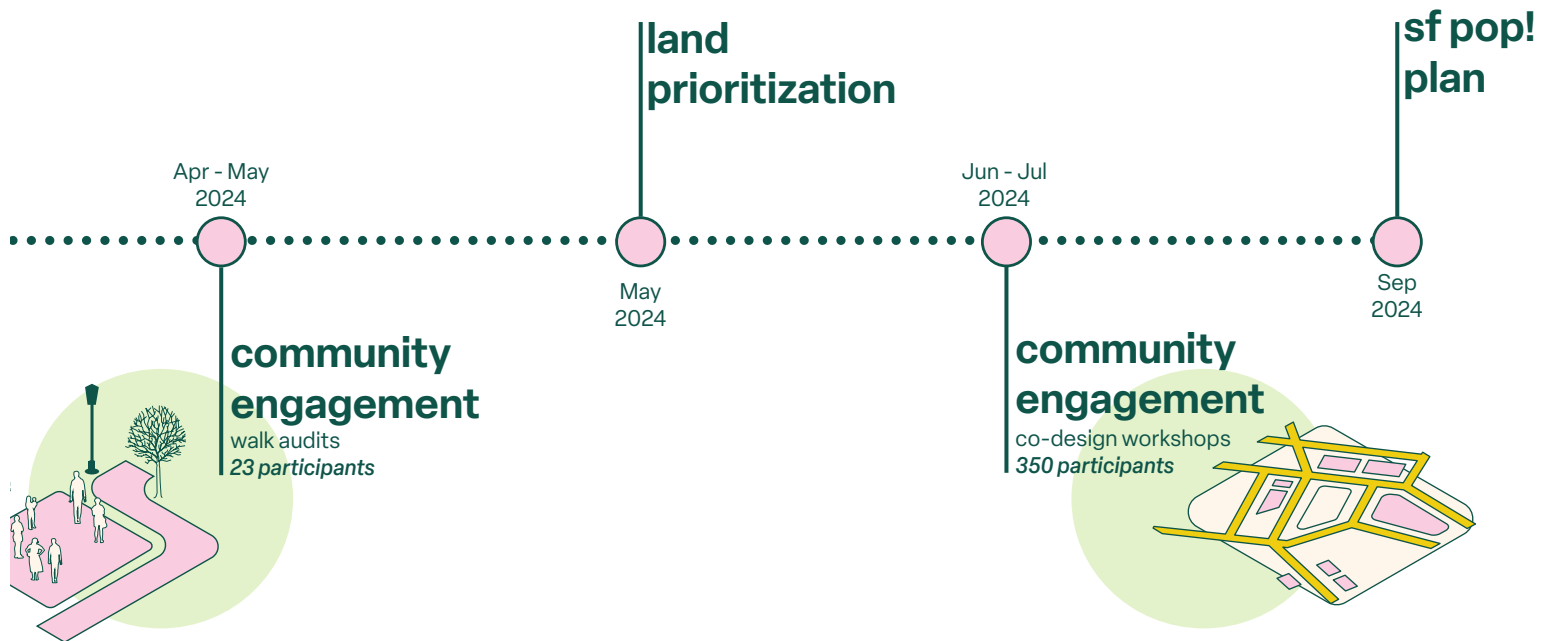 Apr - May
2024
community
engagement
walk audits
23 participants
land
prioritization
May
2024
Jun - Jul
2024
community
engagement
co-design workshops
350 participants
sf pop!
plan
Sep
2024